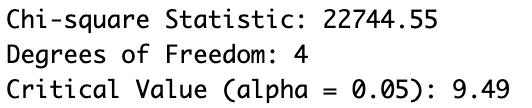 Chi-square Statistic: 22744.55
Degrees of Freedom: 4
Critical Value (alpha = 0.05): 9.49